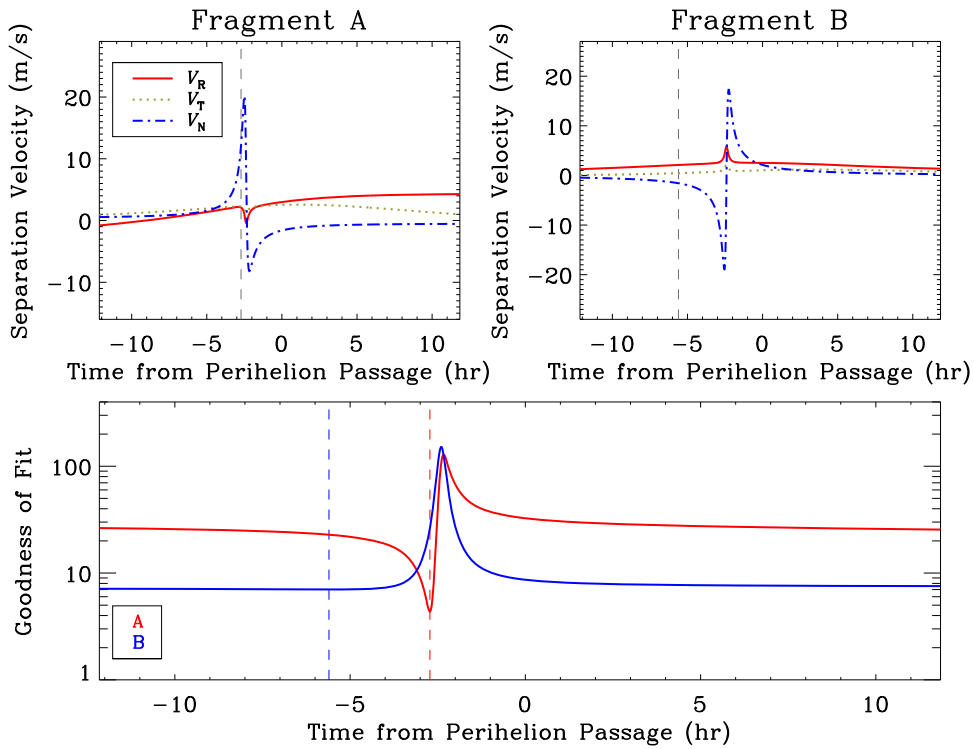 Fragment A
Separation Velocity (m/s)
20
10
0
−10
V_R
V_T
V_N
−10 −5 0 5 10
Time from Perihelion Passage (hr)
Fragment B
Separation Velocity (m/s)
20
10
0
−10
−20
−10 −5 0 5 10
Time from Perihelion Passage (hr)
Goodness of Fit
100
10
1
A
B
−10 −5 0 5 10
Time from Perihelion Passage (hr)